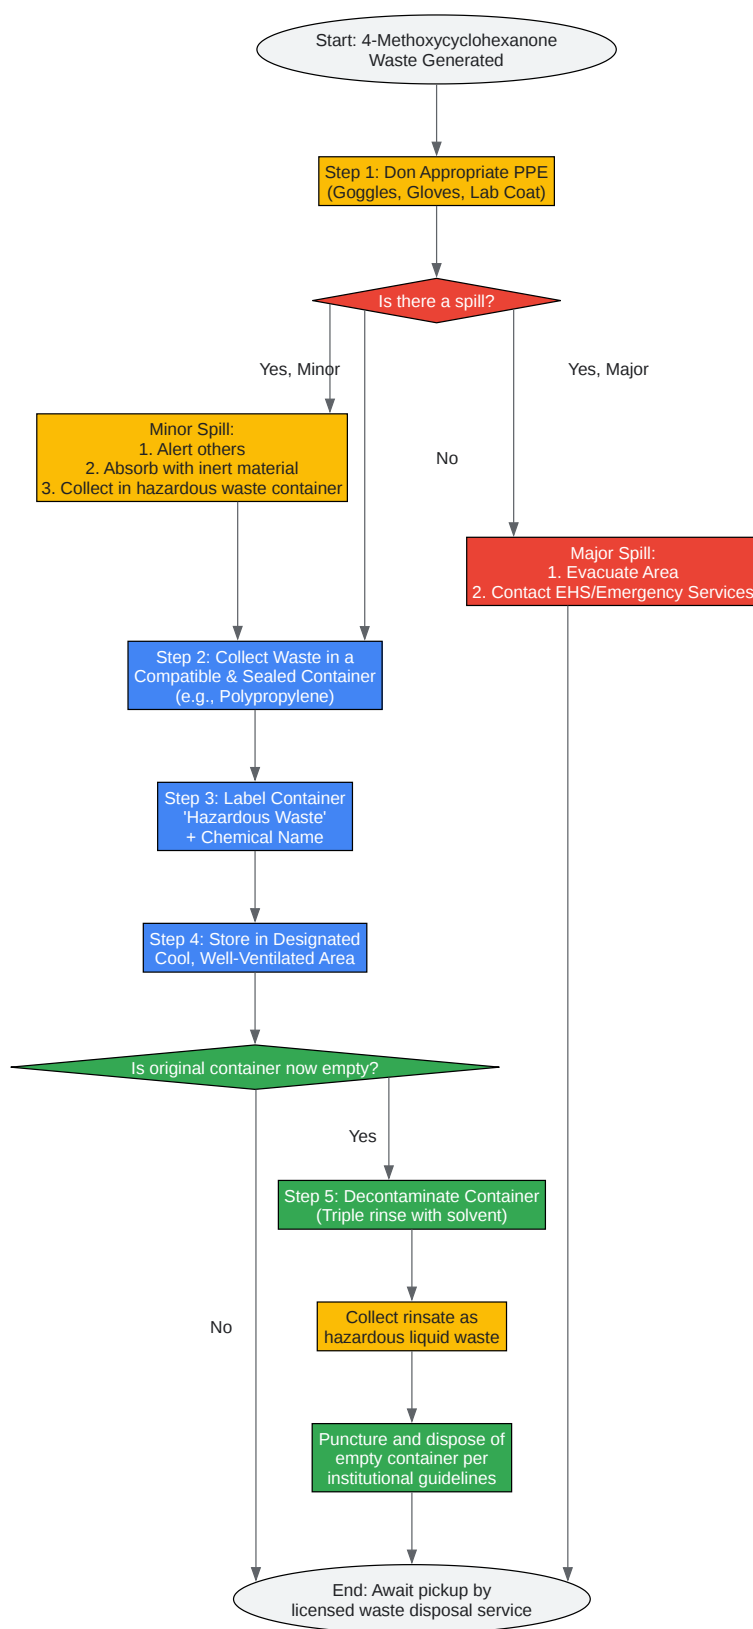 Start: 4-Methoxycyclohexanone
Waste Generated
Step 1: Don Appropriate PPE
(Goggles, Gloves, Lab Coat)
Is there a spill?
Yes, Minor
Yes, Major
Minor Spill:
1. Alert others
2. Absorb with inert material
3. Collect in hazardous waste container
No
Major Spill:
1. Evacuate Area
2. Contact EHS/Emergency Services
Step 2: Collect Waste in a
Compatible & Sealed Container
(e.g., Polypropylene)
Step 3: Label Container
'Hazardous Waste'
+ Chemical Name
Step 4: Store in Designated
Cool, Well-Ventilated Area
Is original container now empty?
Yes
Step 5: Decontaminate Container
(Triple rinse with solvent)
No
Collect rinsate as
hazardous liquid waste
Puncture and dispose of
empty container per
institutional guidelines
End: Await pickup by
licensed waste disposal service